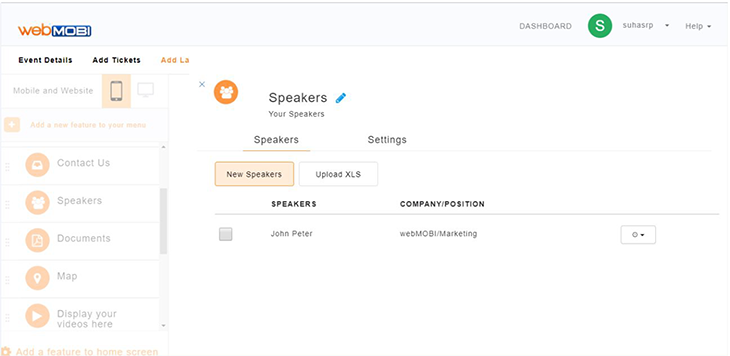 webMOBI
DASHBOARD S suhasrp Help
Event Details Add Tickets Add La
Mobile and Website
Add a new feature to your menu
Contact Us
Speakers
Documents
Map
Display your
videos here
Add a feature to home screen
×
Speakers
Your Speakers
Speakers Settings
New Speakers Upload XLS
SPEAKERS COMPANY/POSITION
John Peter webMOBI/Marketing